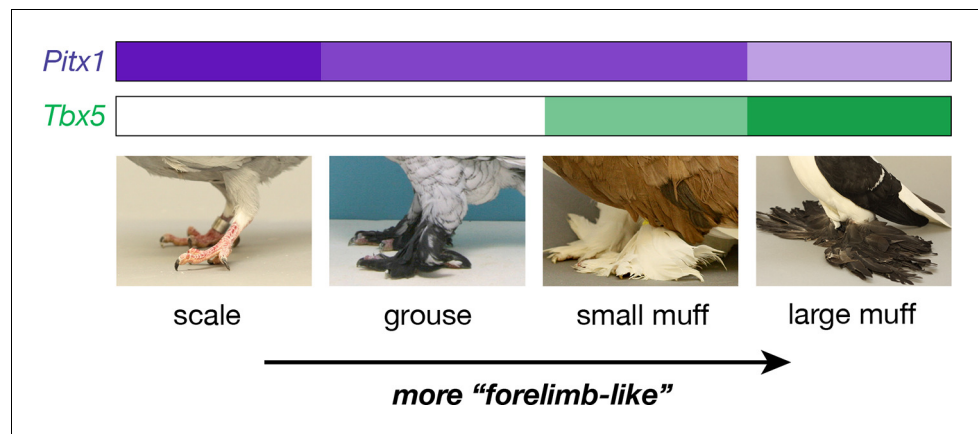 Pitx1
Tbx5
scale
grouse
small muff
large muff
more “forelimb-like”